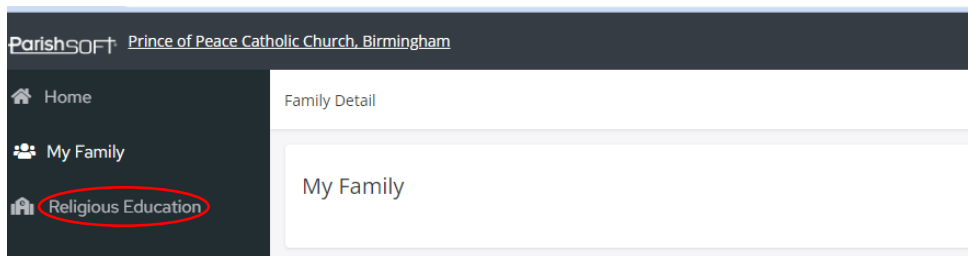 ParishSOFT Prince of Peace Catholic Church, Birmingham
Home
Family Detail
My Family
My Family
Religious Education